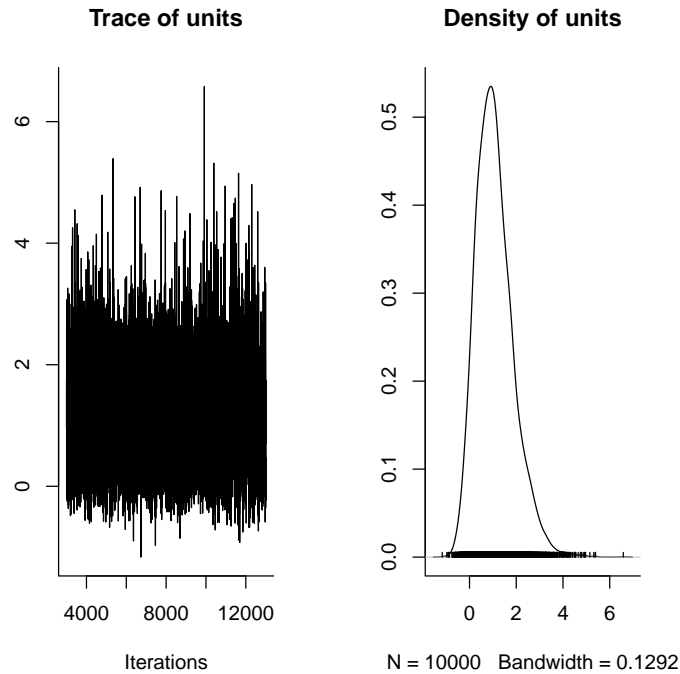 Trace of units
6
4
2
0
4000 8000 12000
Iterations
Density of units
0.5
0.4
0.3
0.2
0.1
0.0
0 2 4 6
N = 10000 Bandwidth = 0.1292